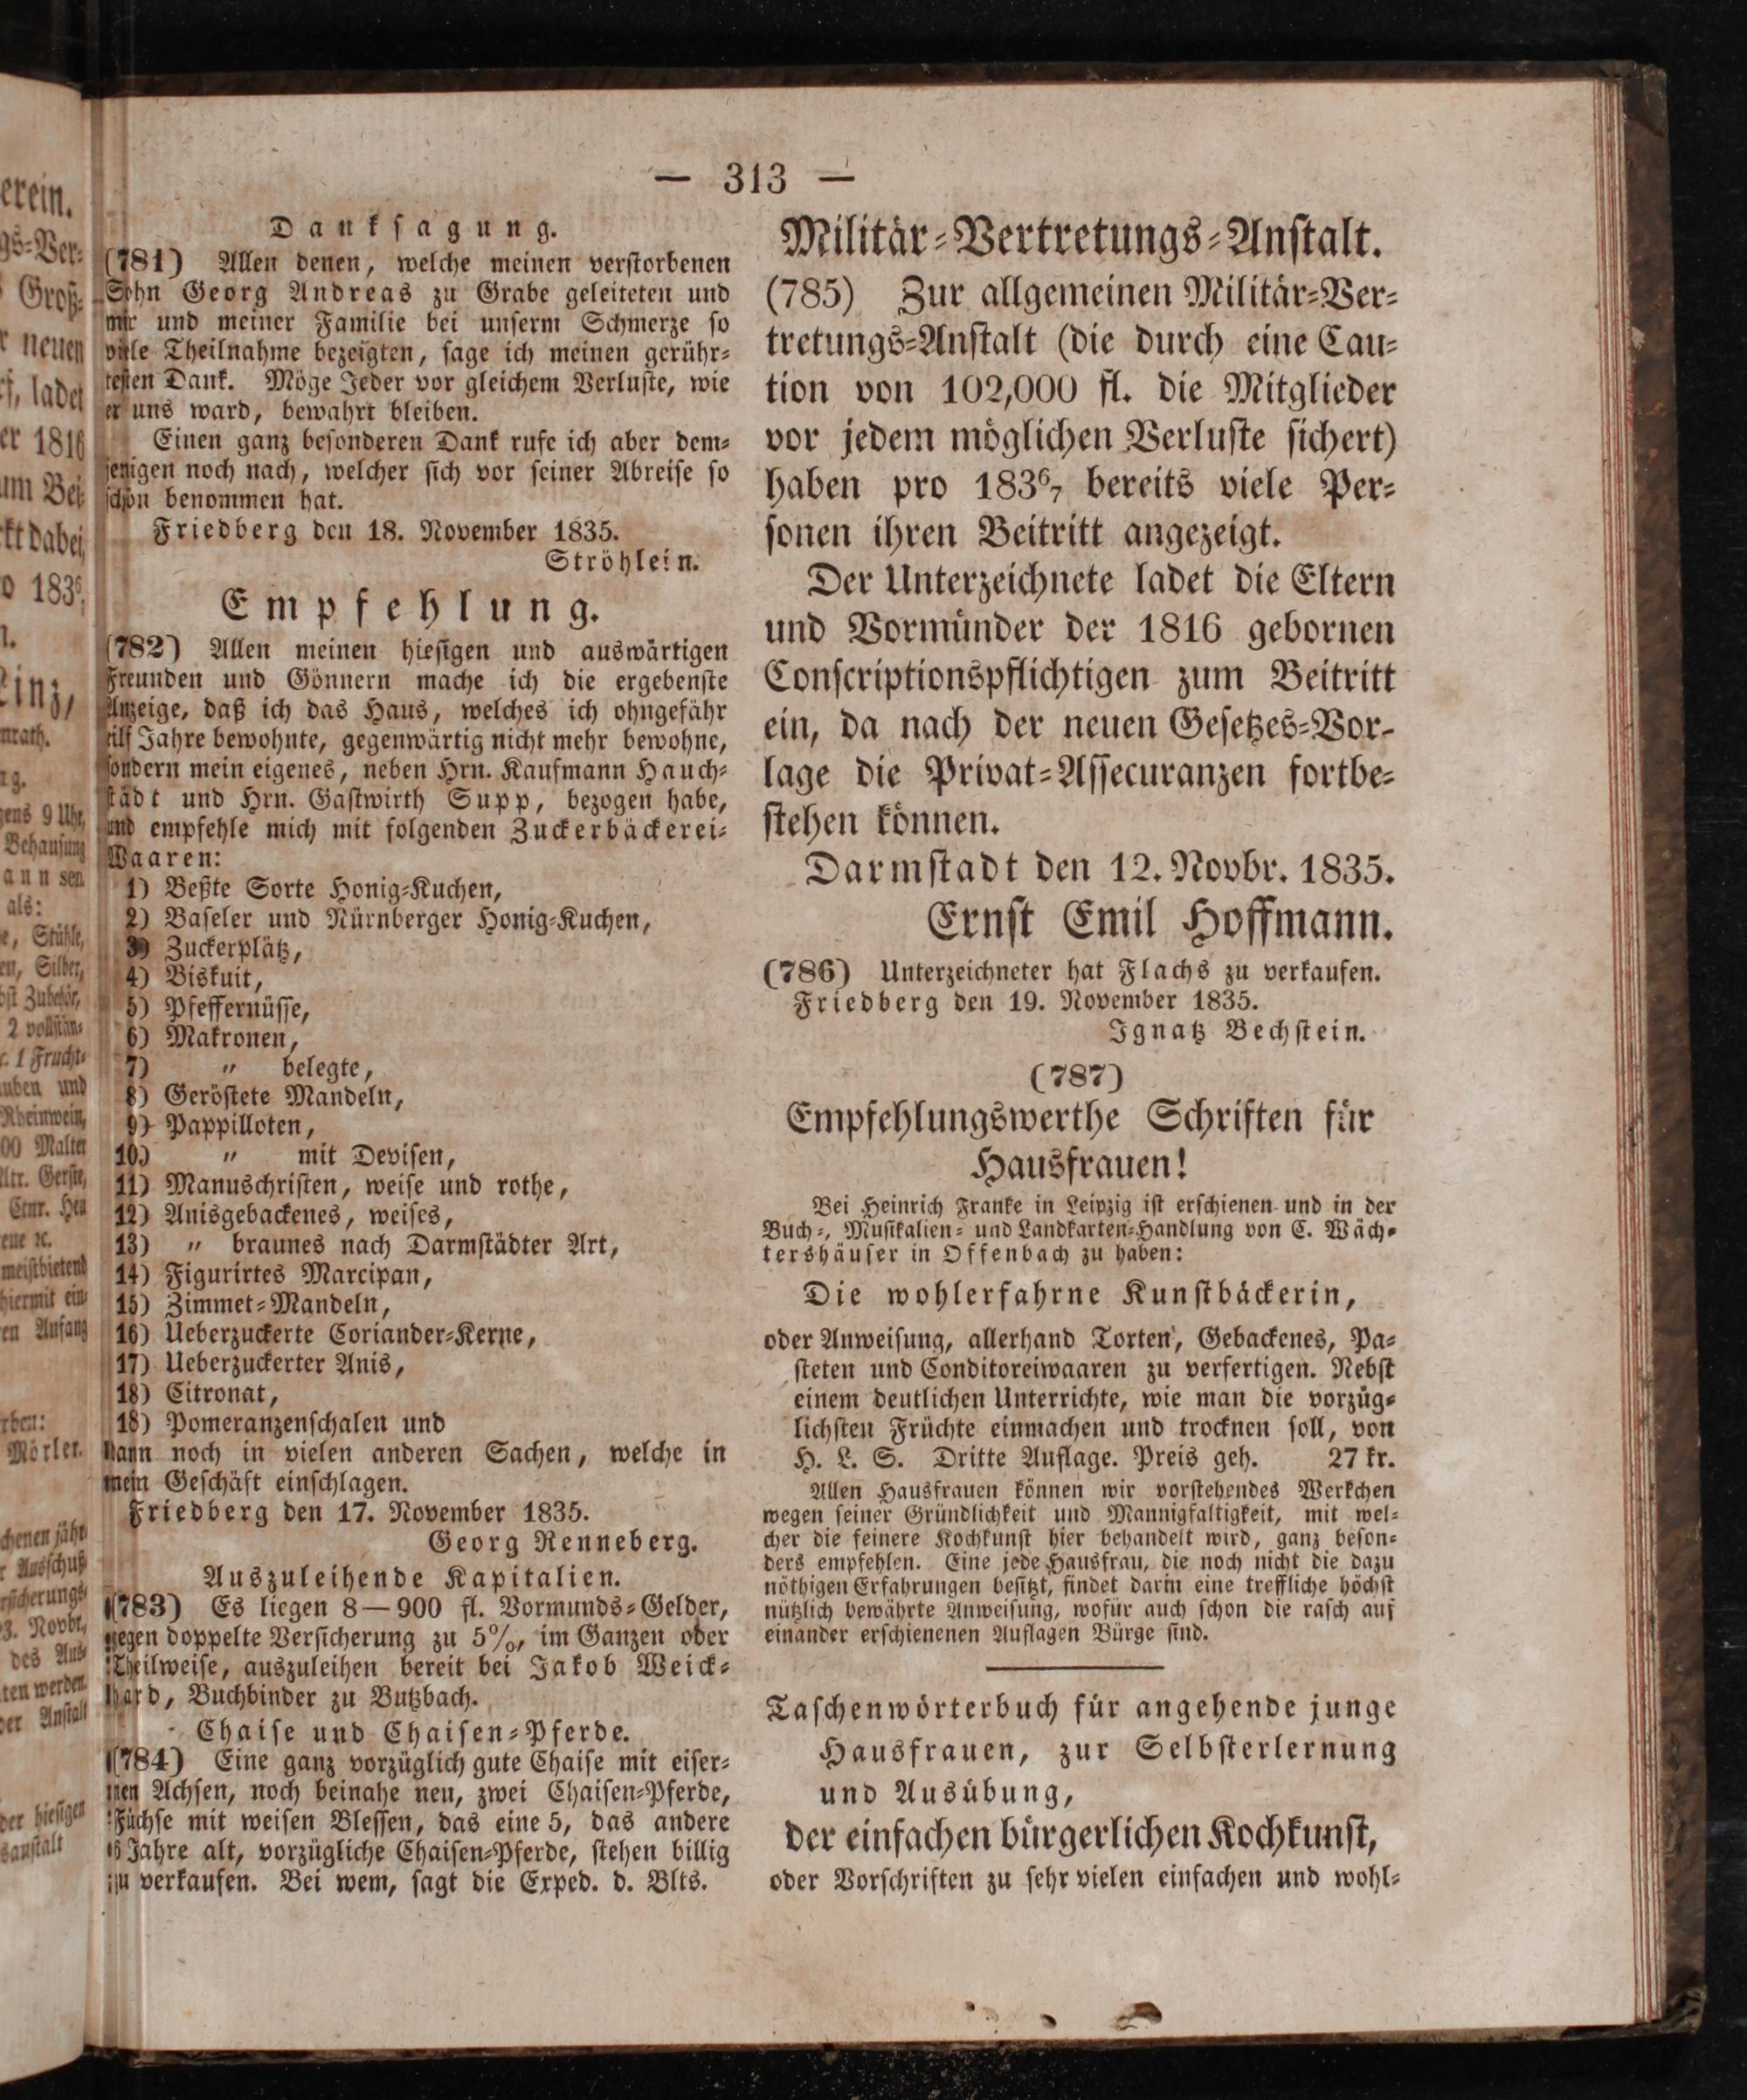 — 313 —
Dankſagung.
(781) Allen denen, welche meinen verſtorbenen
Sohn Georg Andreas zu Grabe geleiteten und
mir und meiner Familie bei unſerm Schmerze ſo
viele Theilnahme bezeigten, ſage ich meinen gerühr⸗
teſten Dank. Möge Jeder vor gleichem Verluſte, wie
er uns ward, bewahrt bleiben.
Einen ganz beſonderen Dank rufe ich aber dem⸗
jenigen noch nach, welcher ſich vor ſeiner Abreiſe ſo
ſchön benommen hat.
Friedberg den 18. November 1835.
Ströhlein.
Empfehlung.
(782) Allen meinen hieſigen und auswärtigen
Freunden und Gönnern mache ich die ergebenſte
Anzeige, daß ich das Haus, welches ich ohngefähr
eilf Jahre bewohnte, gegenwärtig nicht mehr bewohne,
ſondern mein eigenes, neben Hrn. Kaufmann Hauch⸗
ſtädt und Hrn. Gaſtwirth Supp, bezogen habe,
und empfehle mich mit folgenden Zuckerbäckerei⸗
Waaren:
1) Beßte Sorte Honig⸗Kuchen,
2) Baſeler und Nürnberger Honig⸗Kuchen,
3) Zuckerplätz,
4) Biskuit,
5) Pfeffernüſſe,
6) Makronen,
7) " belegte,
8) Geröſtete Mandeln,
9) Pappilloten,
10) " mit Deviſen,
11) Manuschriſten, weiſe und rothe,
12) Anisgebackenes, weiſes,
13) " braunes nach Darmſtädter Art,
14) Figurirtes Marcipan,
15) Zimmet⸗Mandeln,
16) Ueberzuckerte Coriander⸗Kerne,
17) Ueberzuckerter Anis,
18) Citronat,
18) Pomeranzenſchalen und
dann noch in vielen anderen Sachen, welche in
mein Geſchäft einſchlagen.
Friedberg den 17. November 1835.
Georg Renneberg.
Auszuleihende Kapitalien.
(783) Es liegen 8—900 fl. Vormunds⸗Gelder,
gegen doppelte Verſicherung zu 5%, im Ganzen oder
Theilweiſe, auszuleihen bereit bei Jakob Weick⸗
hard, Buchbinder zu Butzbach.
Chaiſe und Chaiſen⸗Pferde.
(784) Eine ganz vorzüglich gute Chaiſe mit eiſer⸗
nen Achſen, noch beinahe neu, zwei Chaiſen⸗Pferde,
Füchſe mit weiſen Bleſſen, das eine 5, das andere
6 Jahre alt, vorzügliche Chaiſen⸗Pferde, ſtehen billig
zu verkaufen. Bei wem, ſagt die Exped. d. Blts.
Militär⸗Vertretungs⸗Anſtalt.
(785) Zur allgemeinen Militär⸗Ver⸗
tretungs⸗Anſtalt (die durch eine Cau⸗
tion von 102,000 fl. die Mitglieder
vor jedem möglichen Verluſte ſichert)
haben pro 183⁶₇ bereits viele Per⸗
ſonen ihren Beitritt angezeigt.
Der Unterzeichnete ladet die Eltern
und Vormünder der 1816 gebornen
Conſcriptionspflichtigen zum Beitritt
ein, da nach der neuen Geſetzes⸗Vor⸗
lage die Privat⸗Aſſecuranzen fortbe⸗
ſtehen können.
Darmſtadt den 12. Novbr. 1835.
Ernſt Emil Hoffmann.
(786) Unterzeichneter hat Flachs zu verkaufen.
Friedberg den 19. November 1835.
Ignatz Bechſtein.
(787)
Empfehlungswerthe Schriften für
Hausfrauen!
Bei Heinrich Franke in Leipzig iſt erſchienen und in der
Buch⸗, Muſikalien⸗ und Landkarten⸗Handlung von C. Wäch⸗
tershäuſer in Offenbach zu haben:
Die wohlerfahrne Kunſtbäckerin,
oder Anweiſung, allerhand Torten, Gebackenes, Pa⸗
ſteten und Conditoreiwaaren zu verfertigen. Nebſt
einem deutlichen Unterrichte, wie man die vorzüg⸗
lichſten Früchte einmachen und trocknen ſoll, von
H. L. S. Dritte Auflage. Preis geh. 27 kr.
Allen Hausfrauen können wir vorſtehendes Werkchen
wegen ſeiner Gründlichkeit und Mannigfaltigkeit, mit wel⸗
cher die feinere Kochkunſt hier behandelt wird, ganz beſon⸗
ders empfehlen. Eine jede Hausfrau, die noch nicht die dazu
nöthigen Erfahrungen beſitzt, findet darin eine treffliche höchſt
nützlich bewährte Anweiſung, wofür auch ſchon die raſch auf
einander erſchienenen Auflagen Bürge ſind.
Taſchenwörterbuch für angehende junge
Hausfrauen, zur Selbſterlernung
und Ausübung,
der einfachen bürgerlichen Kochkunſt,
oder Vorſchriften zu ſehr vielen einfachen und wohl⸗